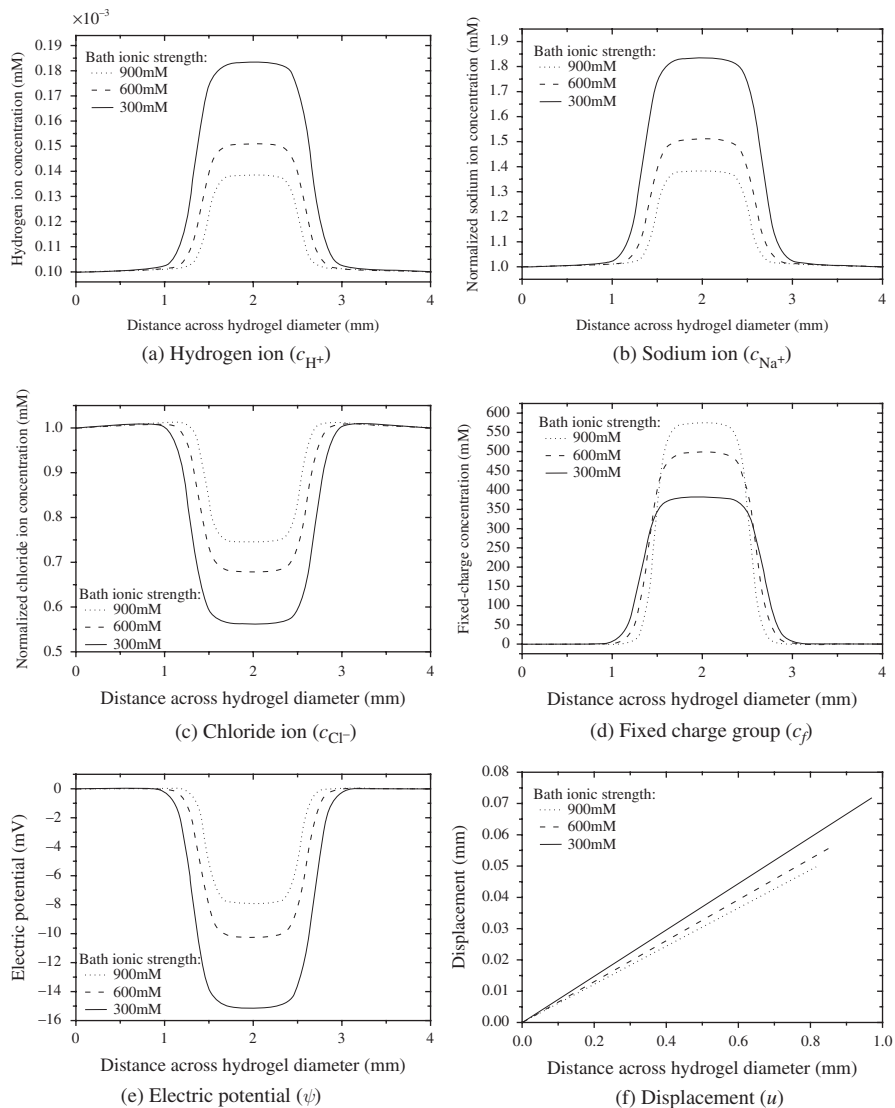 ×10⁻³
Hydrogen ion concentration (mM)
0.19
0.18
0.17
0.16
0.15
0.14
0.13
0.12
0.11
0.10
Bath ionic strength:
900mM
600mM
300mM
0 1 2 3 4
Distance across hydrogel diameter (mm)
(a) Hydrogen ion (c_H⁺)
Normalized sodium ion concentration (mM)
1.9
1.8
1.7
1.6
1.5
1.4
1.3
1.2
1.1
1.0
Bath ionic strength:
900mM
600mM
300mM
0 1 2 3 4
Distance across hydrogel diameter (mm)
(b) Sodium ion (c_Na⁺)
Normalized chloride ion concentration (mM)
1.0
0.9
0.8
0.7
0.6
0.5
Bath ionic strength:
900mM
600mM
300mM
0 1 2 3 4
Distance across hydrogel diameter (mm)
(c) Chloride ion (c_Cl⁻)
Fixed-charge concentration (mM)
600
550
500
450
400
350
300
250
200
150
100
50
0
Bath ionic strength:
900mM
600mM
300mM
0 1 2 3 4
Distance across hydrogel diameter (mm)
(d) Fixed charge group (c_f)
Electric potential (mV)
0
−2
−4
−6
−8
−10
−12
−14
−16
Bath ionic strength:
900mM
600mM
300mM
0 1 2 3 4
Distance across hydrogel diameter (mm)
(e) Electric potential (ψ)
Displacement (mm)
0.08
0.07
0.06
0.05
0.04
0.03
0.02
0.01
0.00
Bath ionic strength:
900mM
600mM
300mM
0.0 0.2 0.4 0.6 0.8 1.0
Distance across hydrogel diameter (mm)
(f) Displacement (u)